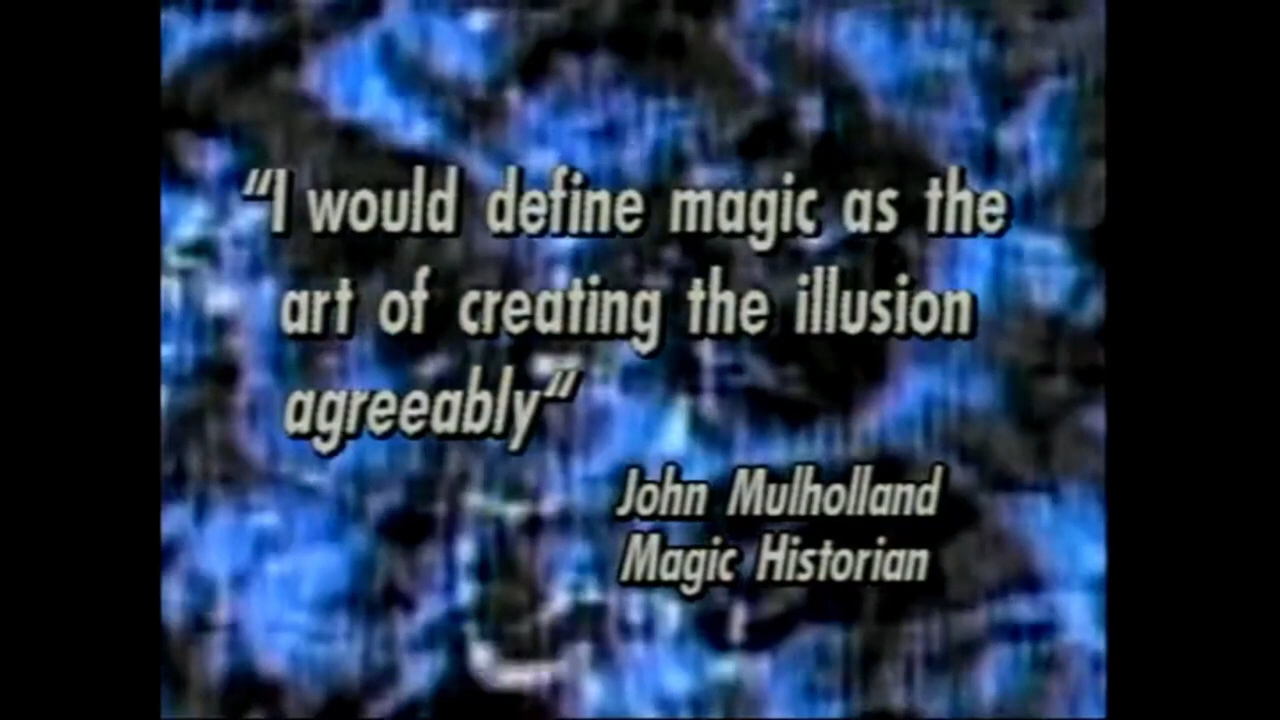 “I would define magic as the
art of creating the illusion
agreeably“
John Mulholland
Magic Historian